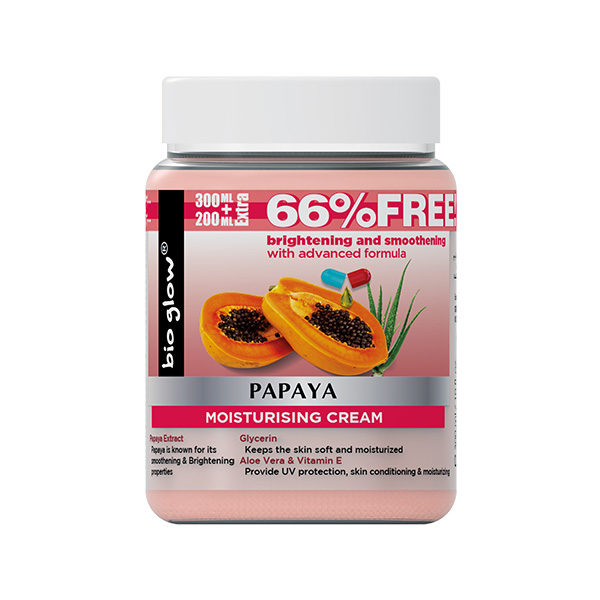 300ML
+
200ML
Extra
66%FREE
brightening and smoothening
with advanced formula
bio glow®
PAPAYA
MOISTURISING CREAM
Papaya Extract
Papaya is known for its
smoothening & Brightening
properties
Glycerin
Keeps the skin soft and moisturized
Aloe Vera & Vitamin E
Provide UV protection, skin conditioning & moisturizing